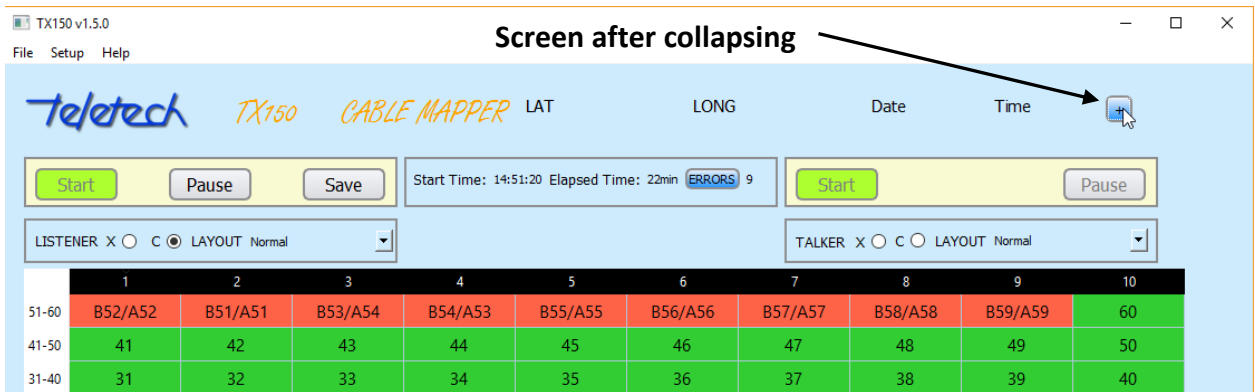 TX150 v1.5.0
Screen after collapsing
File Setup Help
Teletech TX150 CABLE MAPPER LAT LONG Date Time +
Start Pause Save Start Time: 14:51:20 Elapsed Time: 22min ERRORS 9 Start Pause
LISTENER X C LAYOUT Normal TALKER X C LAYOUT Normal
1 2 3 4 5 6 7 8 9 10
51-60 B52/A52 B51/A51 B53/A54 B54/A53 B55/A55 B56/A56 B57/A57 B58/A58 B59/A59 60
41-50 41 42 43 44 45 46 47 48 49 50
31-40 31 32 33 34 35 36 37 38 39 40